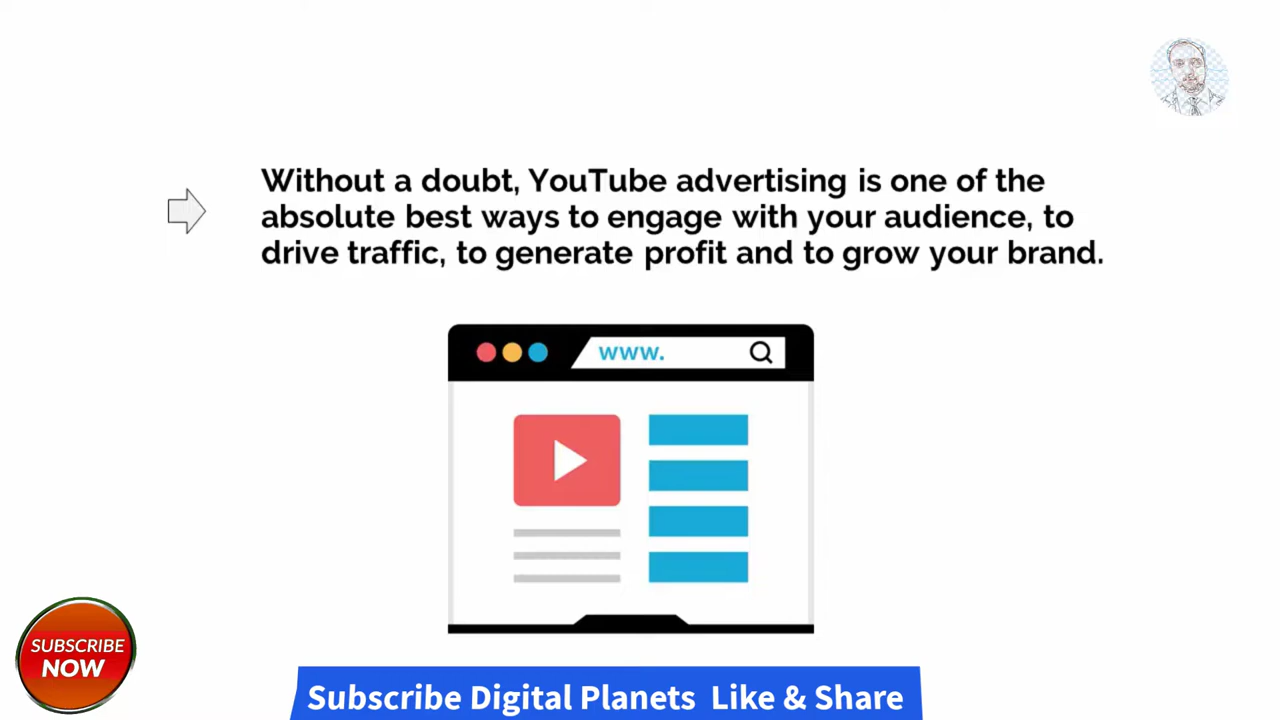 Without a doubt, YouTube advertising is one of the
absolute best ways to engage with your audience, to
drive traffic, to generate profit and to grow your brand.
www.
SUBSCRIBE
NOW
Subscribe Digital Planets Like & Share